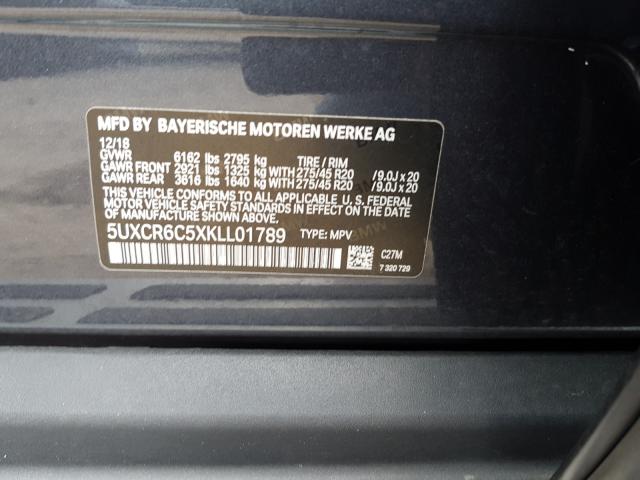 MFD BY BAYERISCHE MOTOREN WERKE AG
12/18
GVWR 6162 lbs 2795 kg TIRE / RIM
GAWR FRONT 2921 lbs 1325 kg WITH 275/45 R20 /9.0J x 20
GAWR REAR 3616 lbs 1640 kg WITH 275/45 R20 /9.0J x 20
THIS VEHICLE CONFORMS TO ALL APPLICABLE U. S. FEDERAL
MOTOR VEHICLE SAFETY STANDARDS IN EFFECT ON THE DATE OF
MANUFACTURE SHOWN ABOVE.
5UXCR6C5XKLL01789 TYPE: MPV
C27M
7 320 729